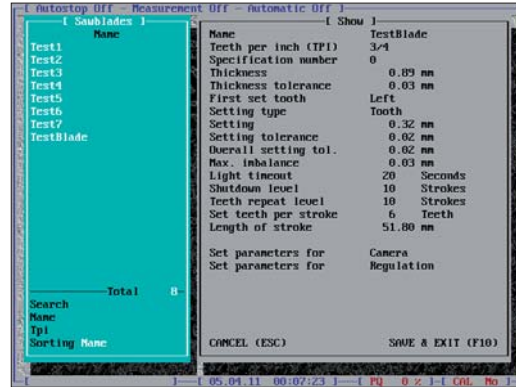 [ Autostop Off - Measurement Off - Automatic Off ]
[ Sawblades ]
Name
Test1
Test2
Test3
Test4
Test5
Test6
Test7
TestBlade
Total 8
Search
Name
Tpi
Sorting Name
[ Show ]
Name TestBlade
Teeth per inch (TPI) 3/4
Specification number 0
Thickness 0.89 mm
Thickness tolerance 0.03 mm
First set tooth Left
Setting type Tooth
Setting 0.32 mm
Setting tolerance 0.02 mm
Overall setting tol. 0.02 mm
Max. imbalance 0.03 mm
Light timeout 20 Seconds
Shutdown level 10 Strokes
Teeth repeat level 10 Strokes
Set teeth per stroke 6 Teeth
Length of stroke 51.80 mm
Set parameters for Camera
Set parameters for Regulation
CANCEL (ESC) SAVE & EXIT (F10)
[ 05.04.11 00:07:23 ] [ PQ 0 % ] [ CAL No ]